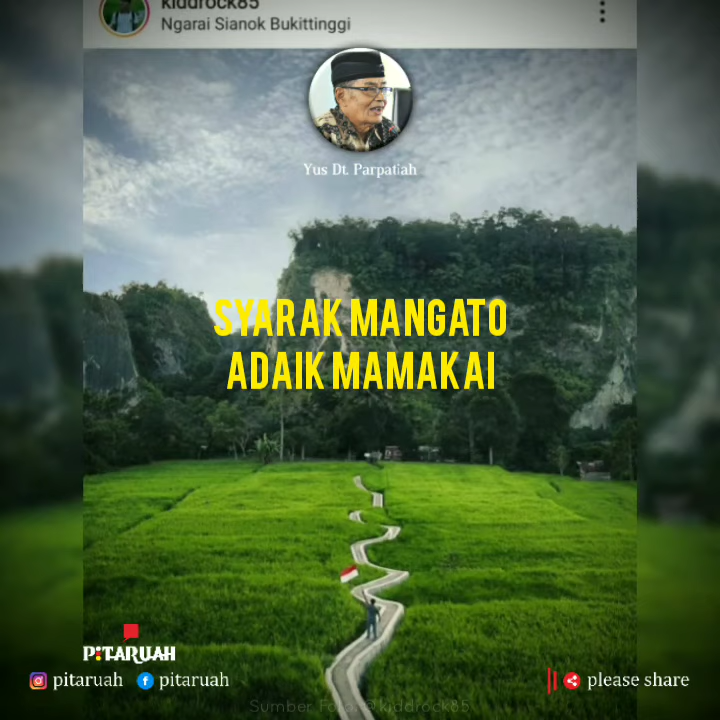 kiddrock85
Ngarai Sianok Bukittinggi
Yus Dt. Parpatiah
SYARAK MANGATO
ADAIK MAMAKAI
PITARUAH
pitaruah pitaruah please share
Sumber Foto: @kiddrock85